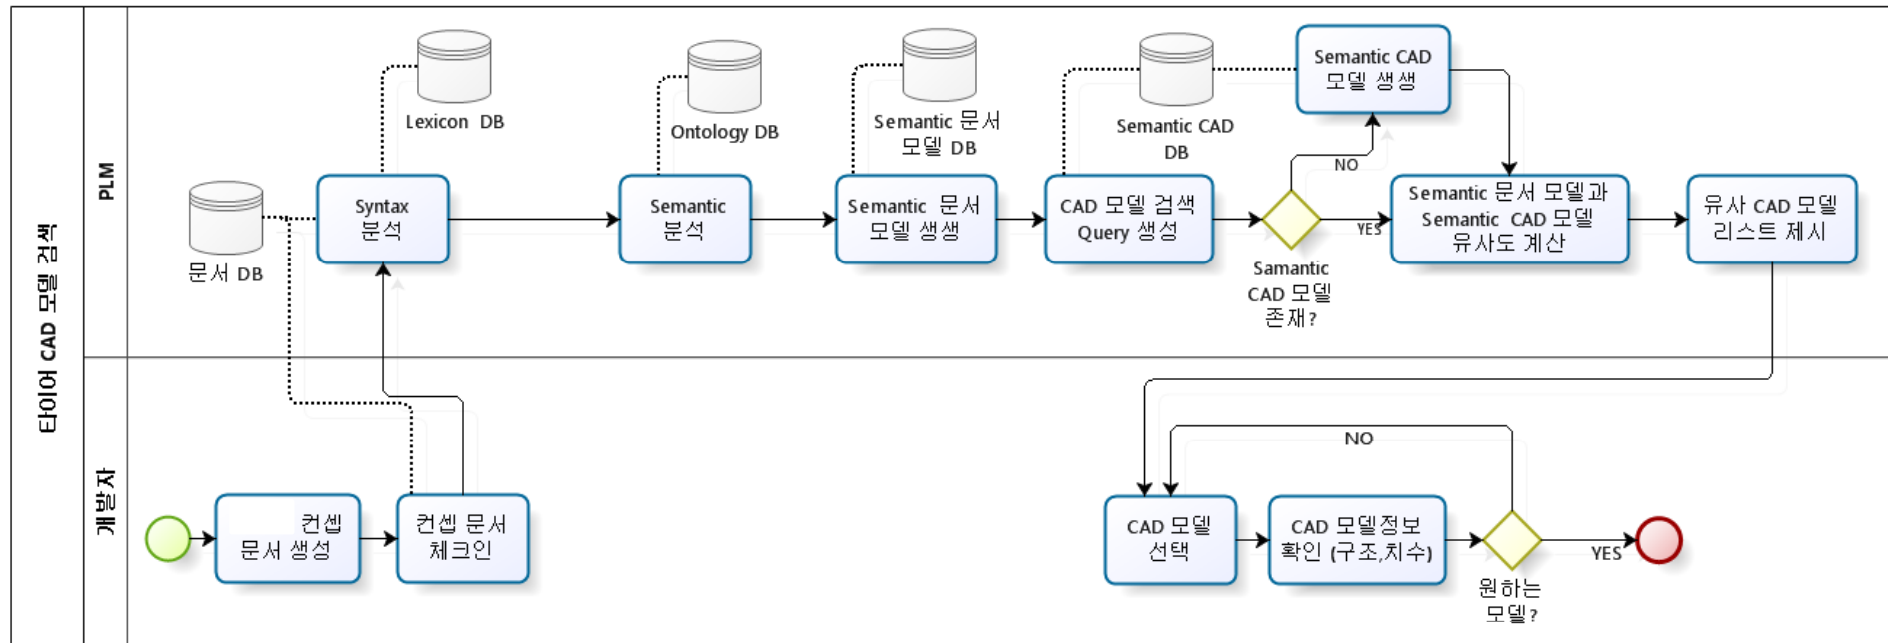 타이어 CAD 모델 검색
PLM
개발자
Lexicon DB
Ontology DB
Semantic 문서
모델 DB
Semantic CAD
DB
Semantic CAD
모델 생생
문서 DB
Syntax
분석
Semantic
분석
Semantic 문서
모델 생생
CAD 모델 검색
Query 생성
NO
YES
Samantic
CAD 모델
존재?
Semantic 문서 모델과
Semantic CAD 모델
유사도 계산
유사 CAD 모델
리스트 제시
컨셉
문서 생성
컨셉 문서
체크인
CAD 모델
선택
CAD 모델정보
확인 (구조,치수)
NO
YES
원하는
모델?